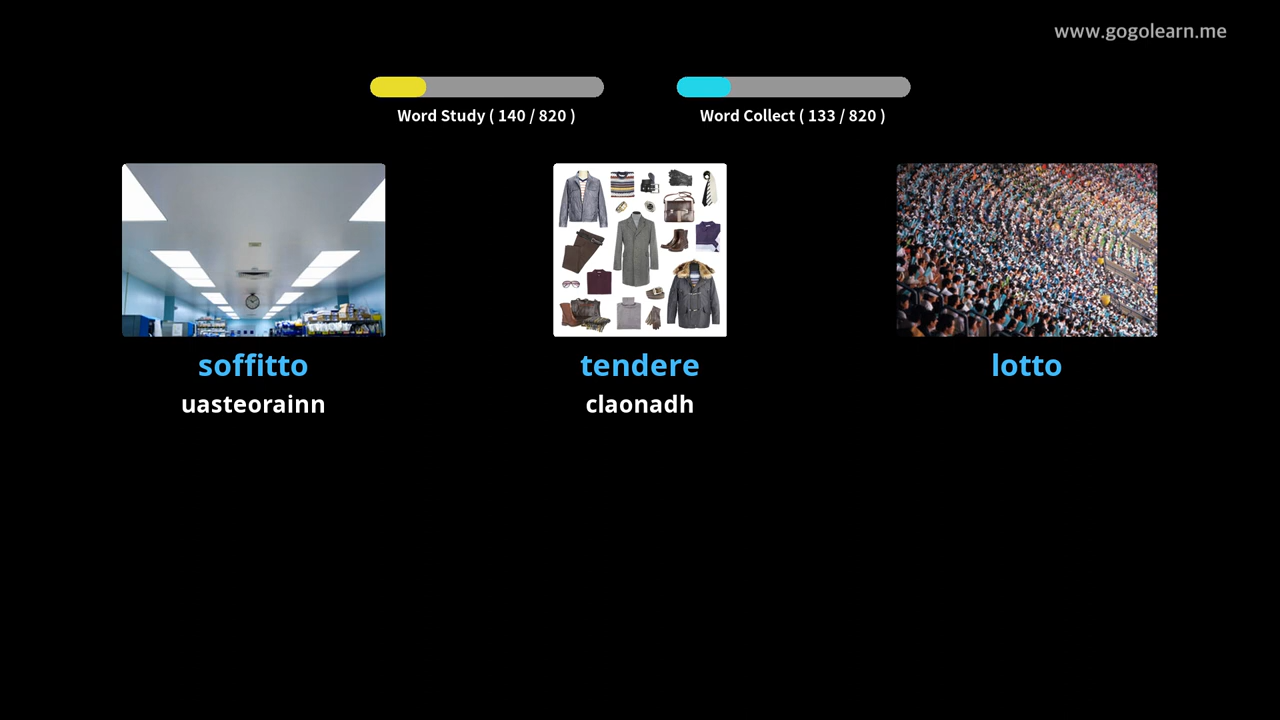 www.gogolearn.me
Word Study ( 140 / 820 )
Word Collect ( 133 / 820 )
soffitto
tendere
lotto
uasteorainn
claonadh